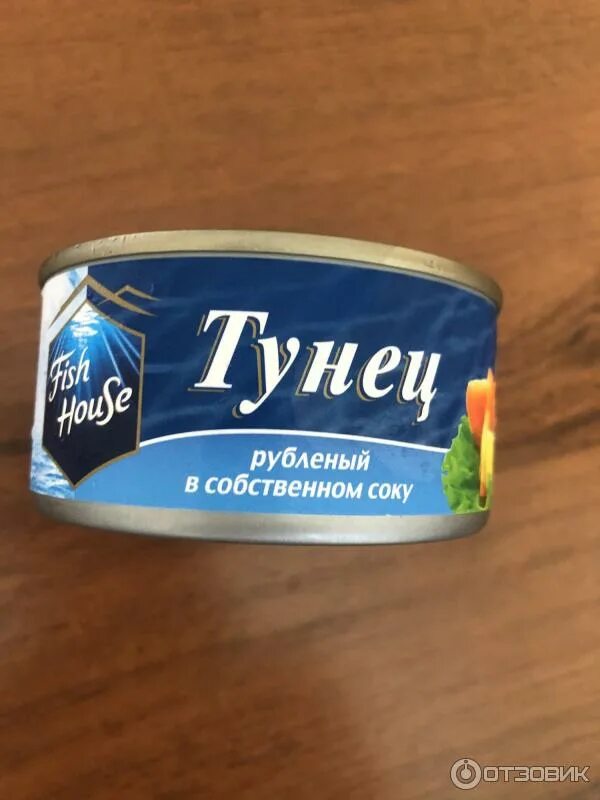 Fish
House
Тунец
рубленый
в собственном соку
ОТЗОВИК